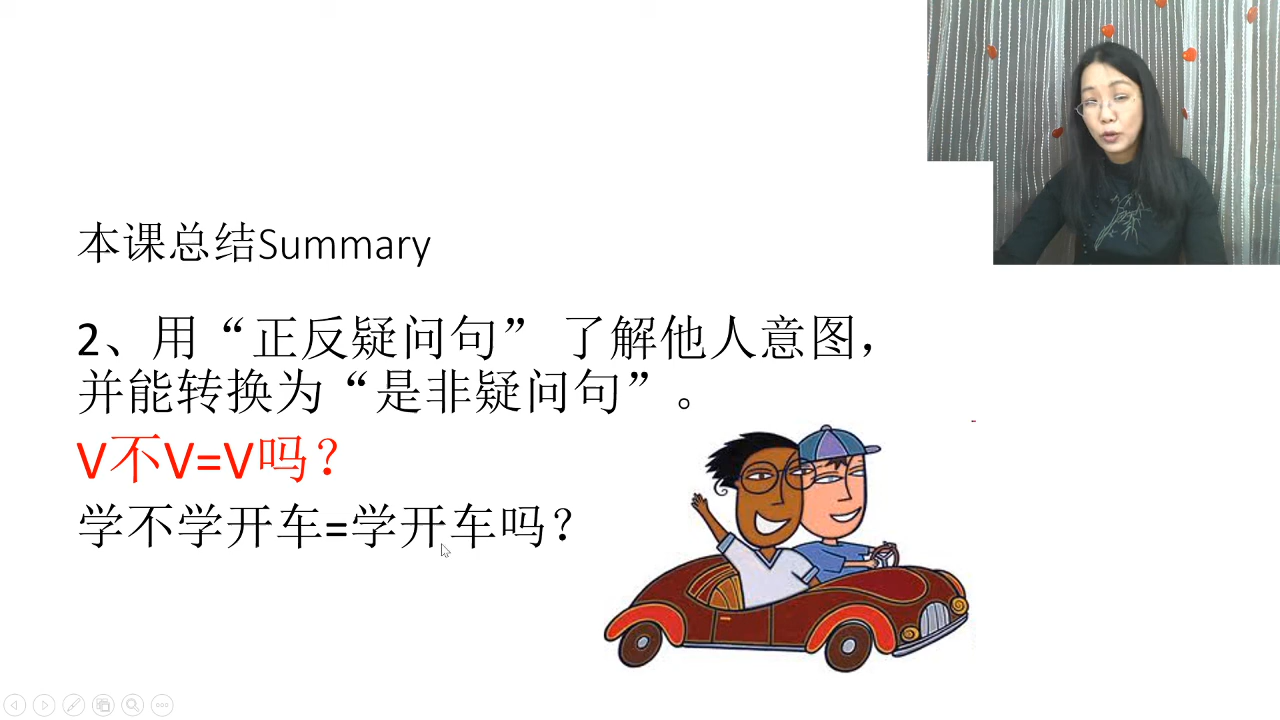 本课总结Summary
2、用“正反疑问句” 了解他人意图，
并能转换为“是非疑问句”。
V不V=V吗？
学不学开车=学开车吗？